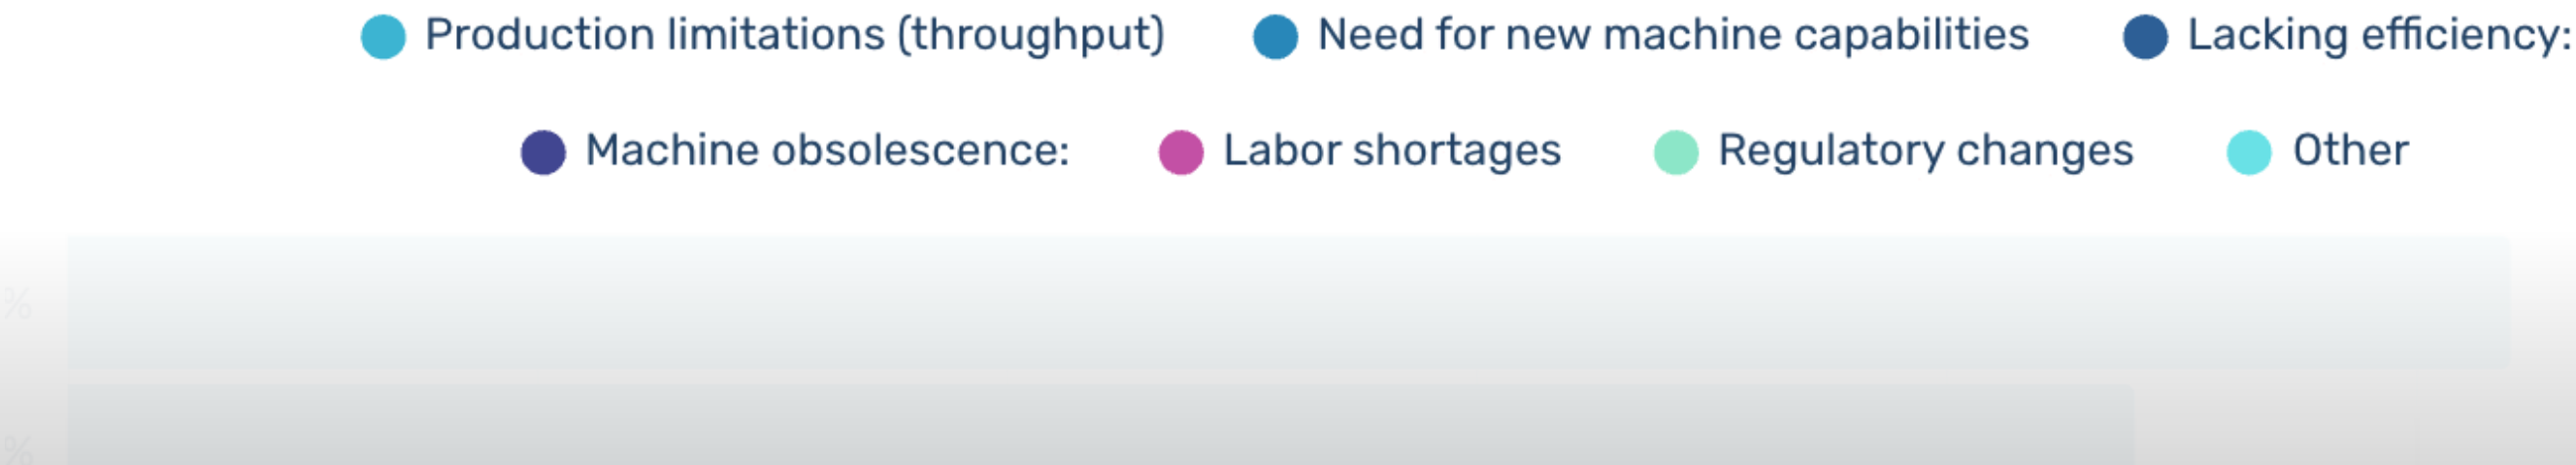 Production limitations (throughput) Need for new machine capabilities Lacking efficiency:
Machine obsolescence: Labor shortages Regulatory changes Other
%
%